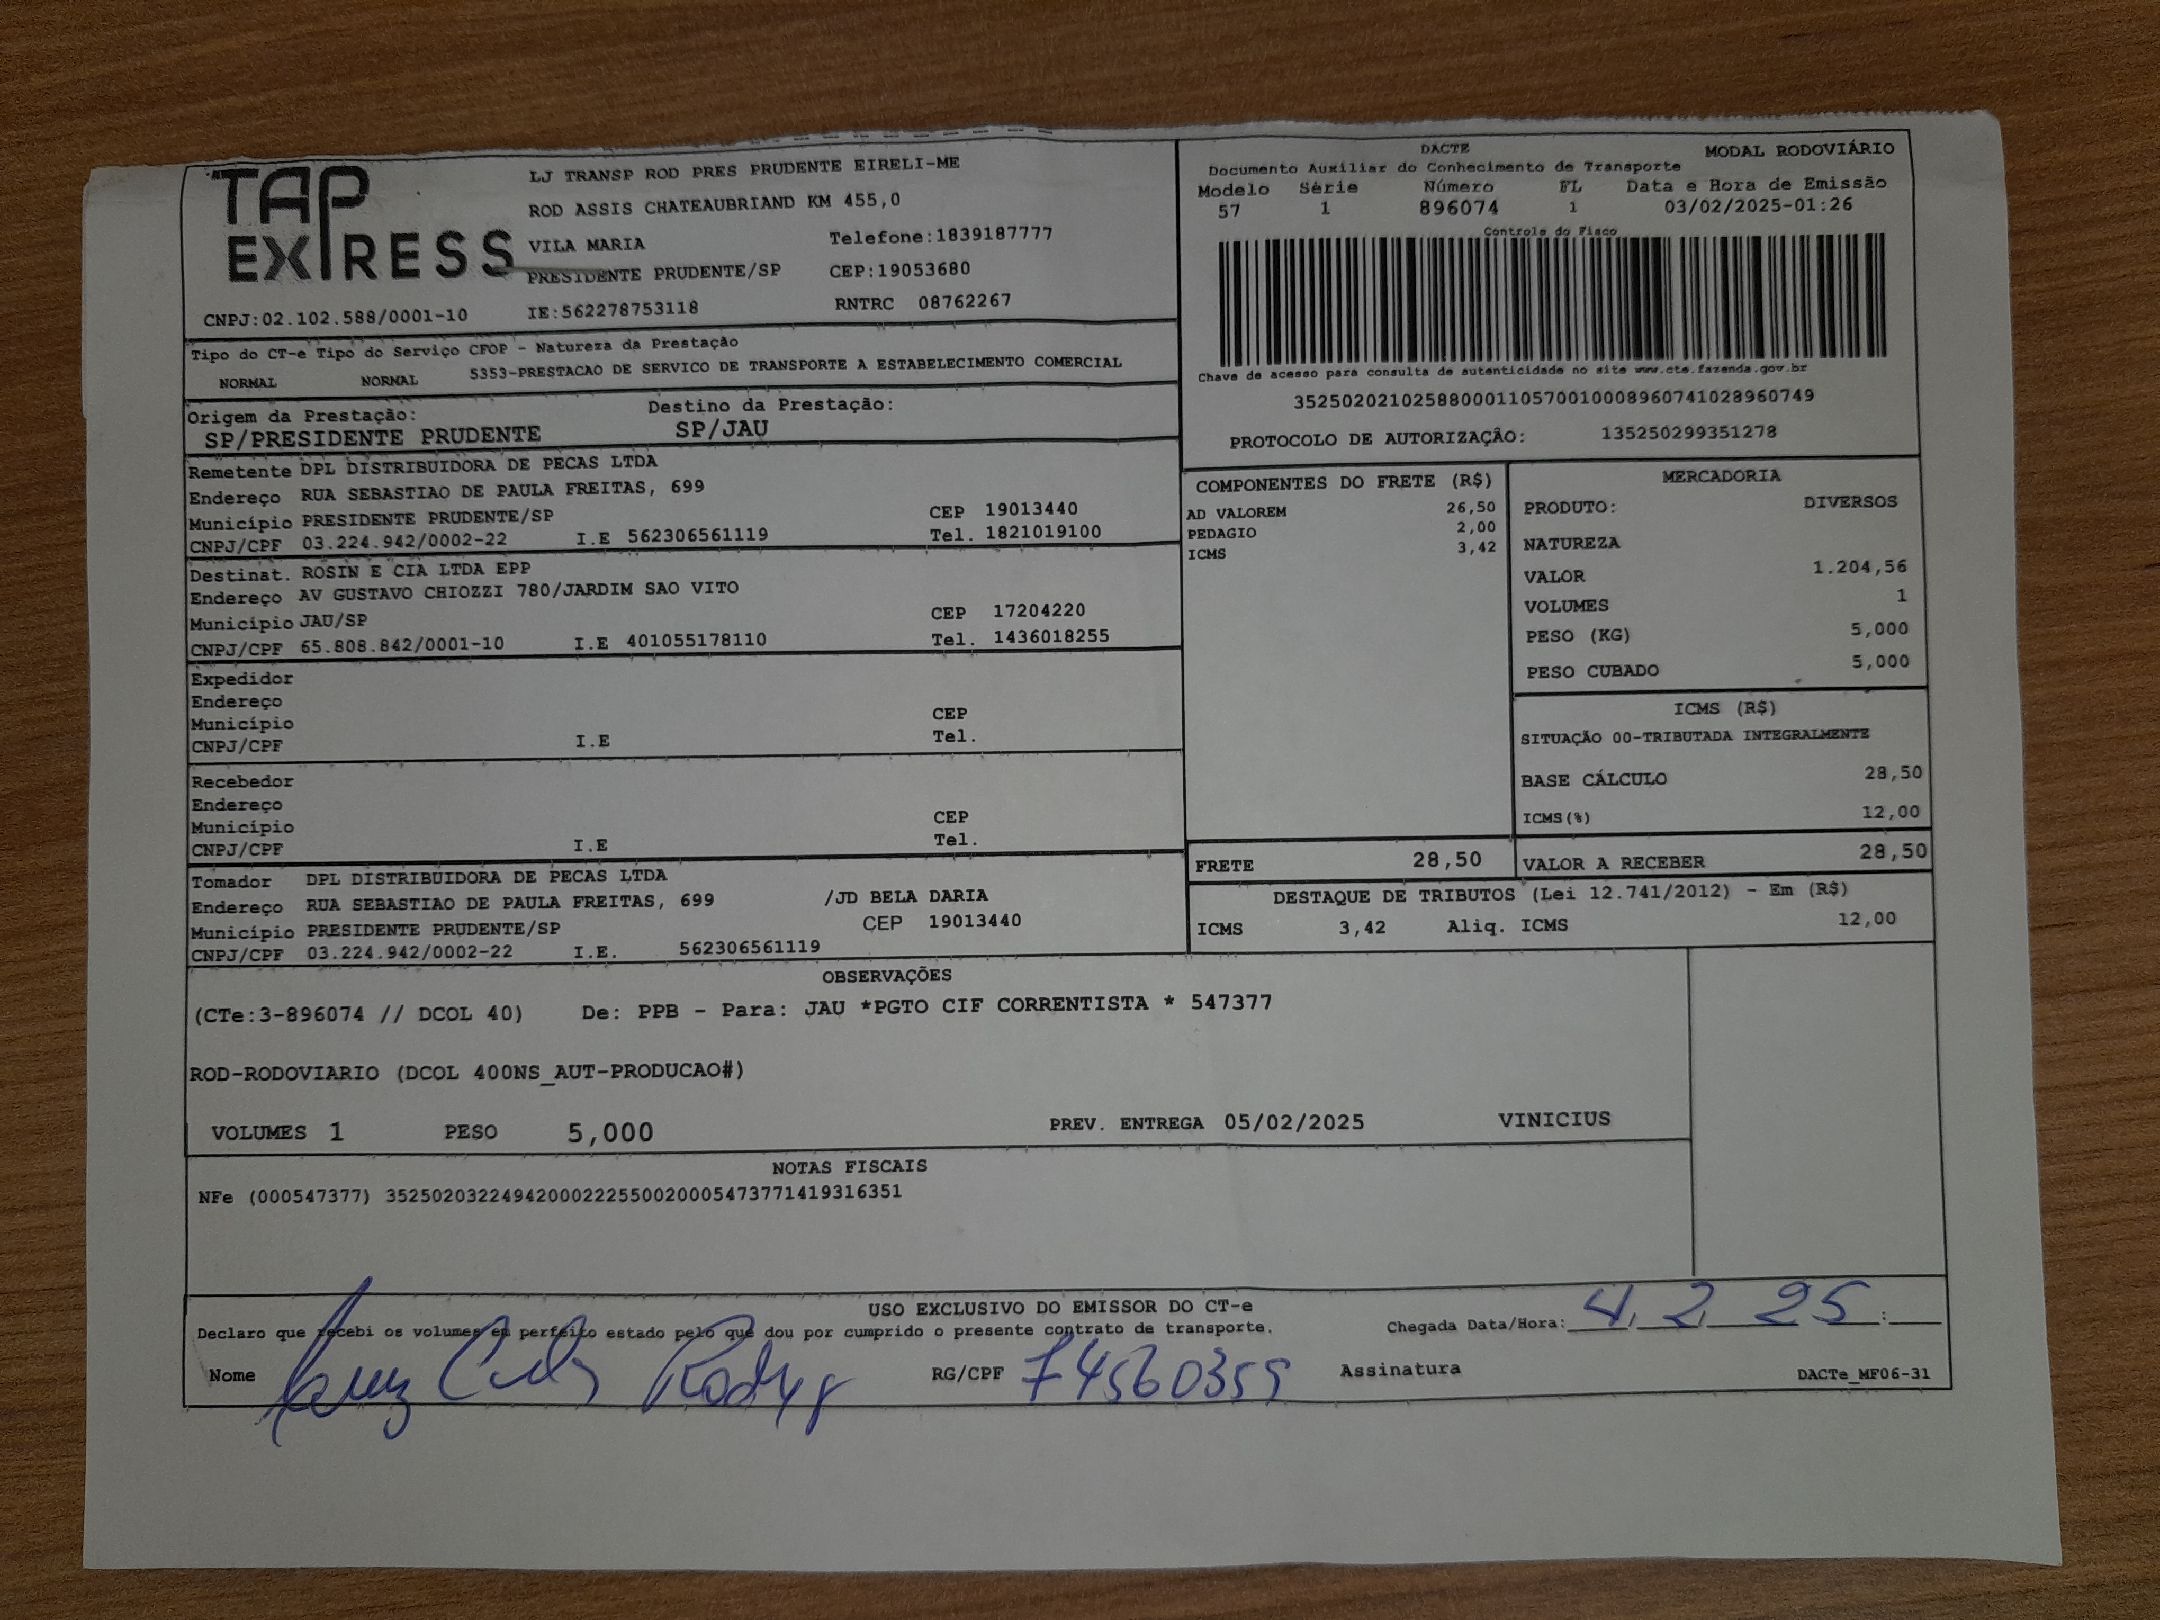 TAP EXPRESS
LJ TRANSP ROD PRES PRUDENTE EIRELI-ME
ROD ASSIS CHATEAUBRIAND KM 455,0
VILA MARIA Telefone:1839187777
PRESIDENTE PRUDENTE/SP CEP:19053680
CNPJ:02.102.588/0001-10 IE:562278753118 RNTRC 08762267
DACTE MODAL RODOVIÁRIO
Documento Auxiliar do Conhecimento de Transporte
Modelo Série Número FL Data e Hora de Emissão
57 1 896074 1 03/02/2025-01:26
Controle do Fisco
Chave de acesso para consulta de autenticidade no site www.cte.fazenda.gov.br
35250202102588000110570010008960741028960749
PROTOCOLO DE AUTORIZAÇÃO: 135250299351278
Tipo do CT-e Tipo do Serviço CFOP - Natureza da Prestação
NORMAL NORMAL 5353-PRESTACAO DE SERVICO DE TRANSPORTE A ESTABELECIMENTO COMERCIAL
Origem da Prestação: Destino da Prestação:
SP/PRESIDENTE PRUDENTE SP/JAU
Remetente DPL DISTRIBUIDORA DE PECAS LTDA
Endereço RUA SEBASTIAO DE PAULA FREITAS, 699
Município PRESIDENTE PRUDENTE/SP CEP 19013440
CNPJ/CPF 03.224.942/0002-22 I.E 562306561119 Tel. 1821019100
Destinat. ROSIN E CIA LTDA EPP
Endereço AV GUSTAVO CHIOZZI 780/JARDIM SAO VITO
Município JAU/SP CEP 17204220
CNPJ/CPF 65.808.842/0001-10 I.E 401055178110 Tel. 1436018255
Expedidor
Endereço
Município CEP
CNPJ/CPF I.E Tel.
Recebedor
Endereço
Município CEP
CNPJ/CPF I.E Tel.
Tomador DPL DISTRIBUIDORA DE PECAS LTDA
Endereço RUA SEBASTIAO DE PAULA FREITAS, 699 /JD BELA DARIA
Município PRESIDENTE PRUDENTE/SP CEP 19013440
CNPJ/CPF 03.224.942/0002-22 I.E. 562306561119
COMPONENTES DO FRETE (R$)
AD VALOREM 26,50
PEDAGIO 2,00
ICMS 3,42
MERCADORIA
PRODUTO: DIVERSOS
NATUREZA
VALOR 1.204,56
VOLUMES 1
PESO (KG) 5,000
PESO CUBADO 5,000
ICMS (R$)
SITUAÇÃO 00-TRIBUTADA INTEGRALMENTE
BASE CÁLCULO 28,50
ICMS(%) 12,00
FRETE 28,50 VALOR A RECEBER 28,50
DESTAQUE DE TRIBUTOS (Lei 12.741/2012) - Em (R$)
ICMS 3,42 Aliq. ICMS 12,00
OBSERVAÇÕES
(CTe:3-896074 // DCOL 40) De: PPB - Para: JAU *PGTO CIF CORRENTISTA * 547377
ROD-RODOVIARIO (DCOL 400NS_AUT-PRODUCAO#)
VOLUMES 1 PESO 5,000 PREV. ENTREGA 05/02/2025 VINICIUS
NOTAS FISCAIS
NFe (000547377) 35250203224942000222550020005473771419316351
USO EXCLUSIVO DO EMISSOR DO CT-e
Declaro que recebi os volumes em perfeito estado pelo que dou por cumprido o presente contrato de transporte.
Chegada Data/Hora: 4 2 25 :
Nome RG/CPF 74560359 Assinatura DACTe_MF06-31